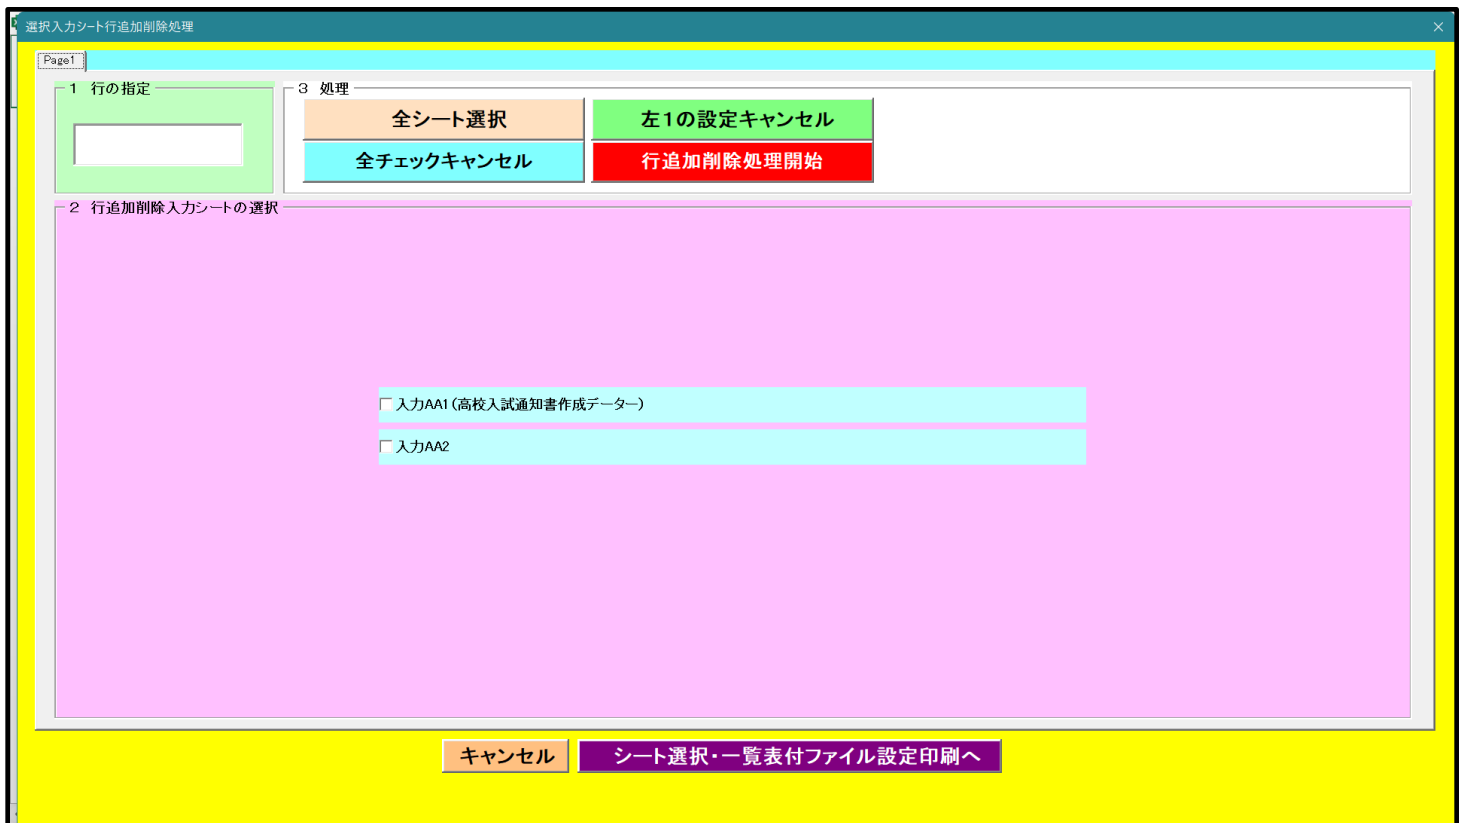 選択入力シート行追加削除処理
Page1
1 行の指定
3 処理
全シート選択
左1の設定キャンセル
全チェックキャンセル
行追加削除処理開始
2 行追加削除入力シートの選択
入力AA1(高校入試通知書作成データー)
入力AA2
キャンセル
シート選択・一覧表付ファイル設定印刷へ